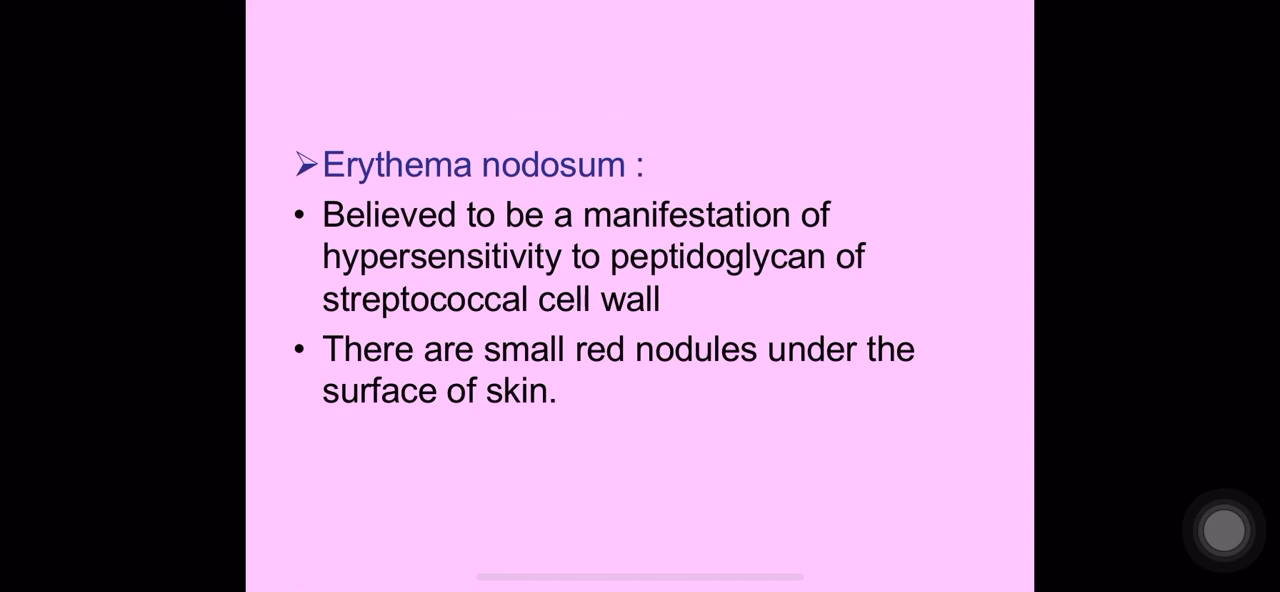 ➢Erythema nodosum :
• Believed to be a manifestation of
hypersensitivity to peptidoglycan of
streptococcal cell wall
• There are small red nodules under the
surface of skin.